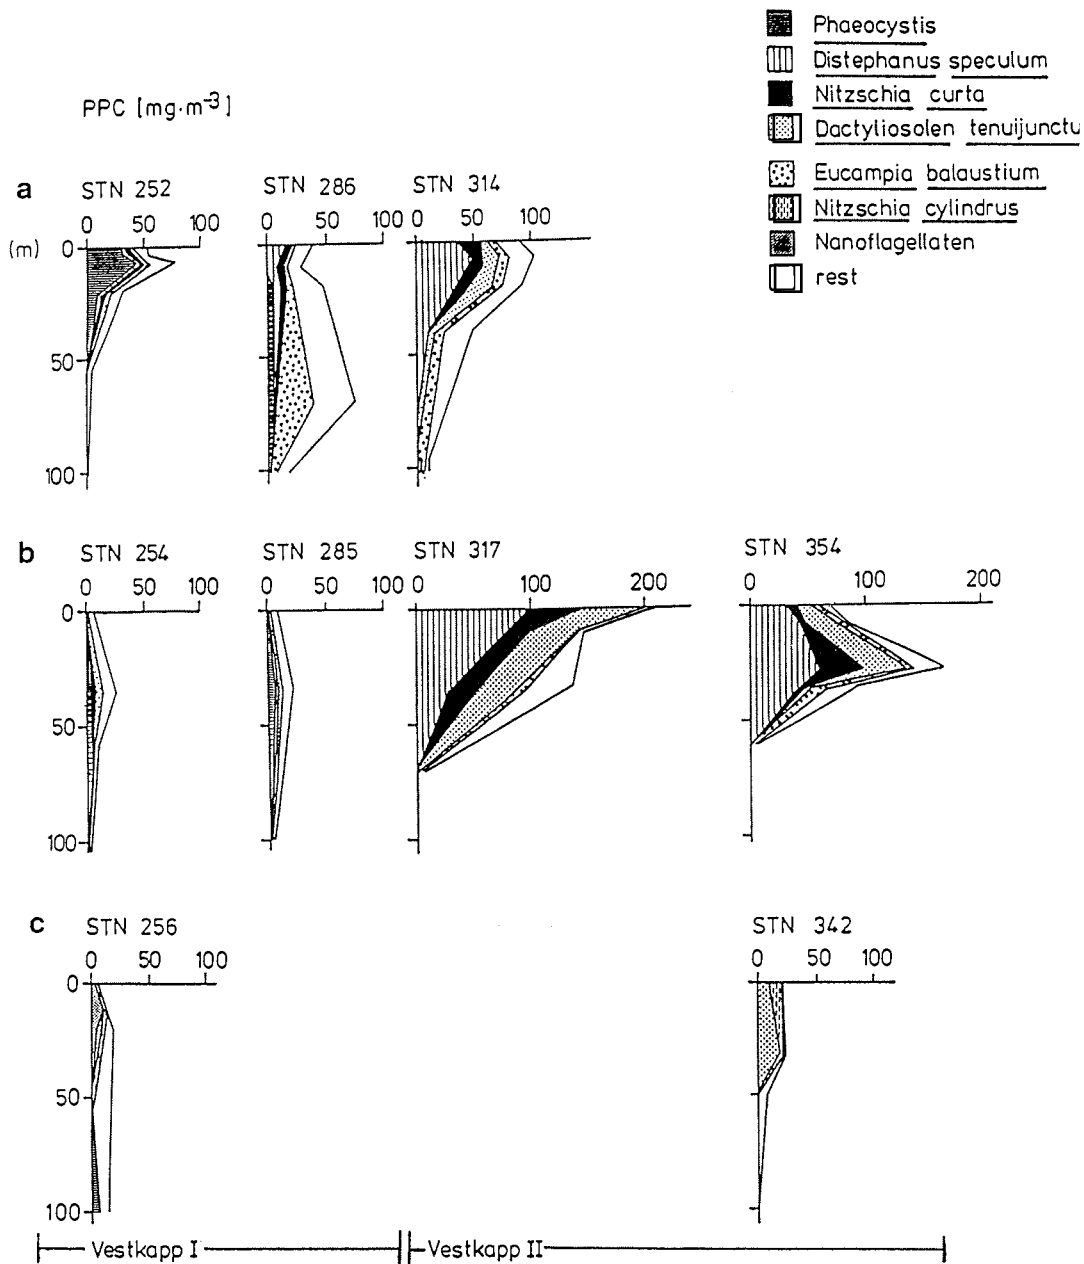 Phaeocystis
Distephanus speculum
Nitzschia curta
Dactyliosolen tenuijunctu
Eucampia balaustium
Nitzschia cylindrus
Nanoflagellaten
rest
PPC [mg·m⁻³]
a
STN 252
STN 286
STN 314
0 50 100
0 50 100
0 50 100
(m)
0
50
100
b
STN 254
STN 285
STN 317
STN 354
0 50 100
0 50 100
0 100 200
0 100 200
0
50
100
c
STN 256
STN 342
0 50 100
0 50 100
0
50
100
Vestkapp I
Vestkapp II